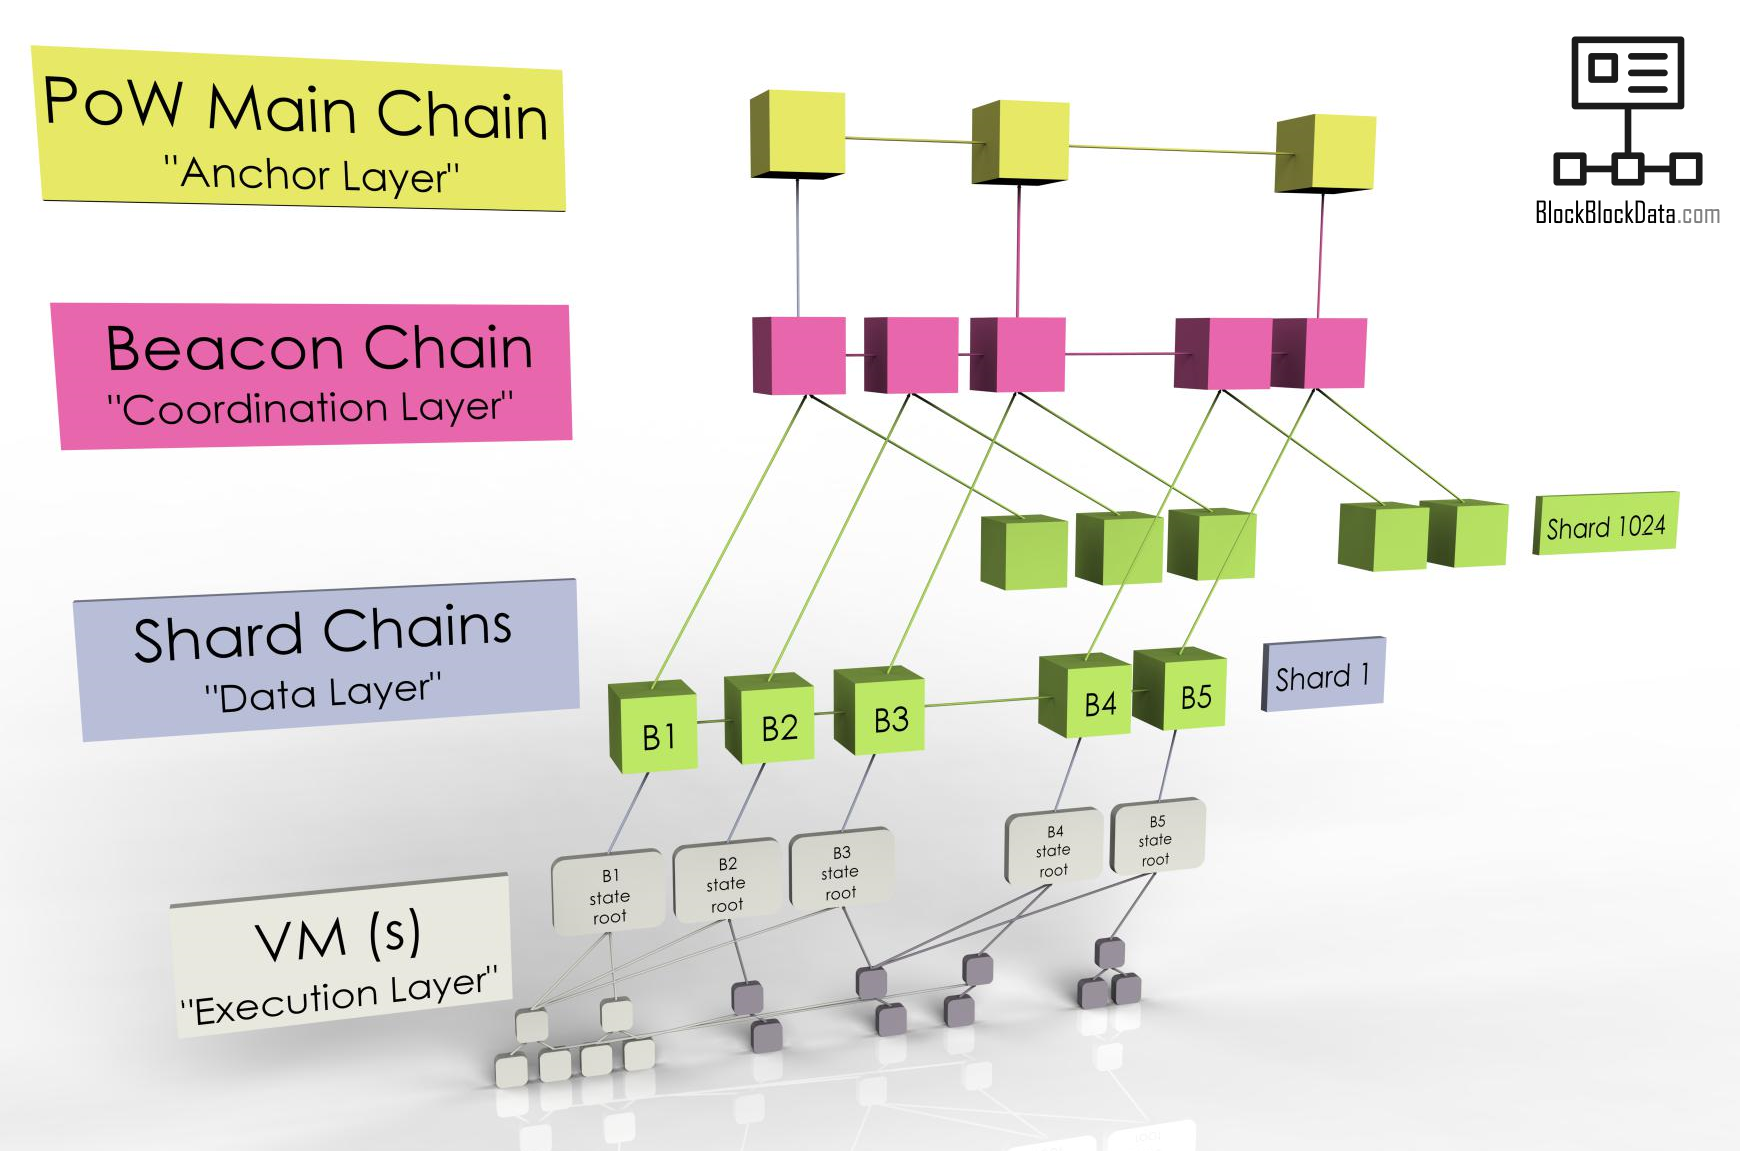 PoW Main Chain
"Anchor Layer"
BlockBlockData.com
Beacon Chain
"Coordination Layer"
Shard 1024
Shard Chains
"Data Layer"
Shard 1
B1
B2
B3
B4
B5
B1
state
root
B2
state
root
B3
state
root
B4
state
root
B5
state
root
VM (s)
"Execution Layer"